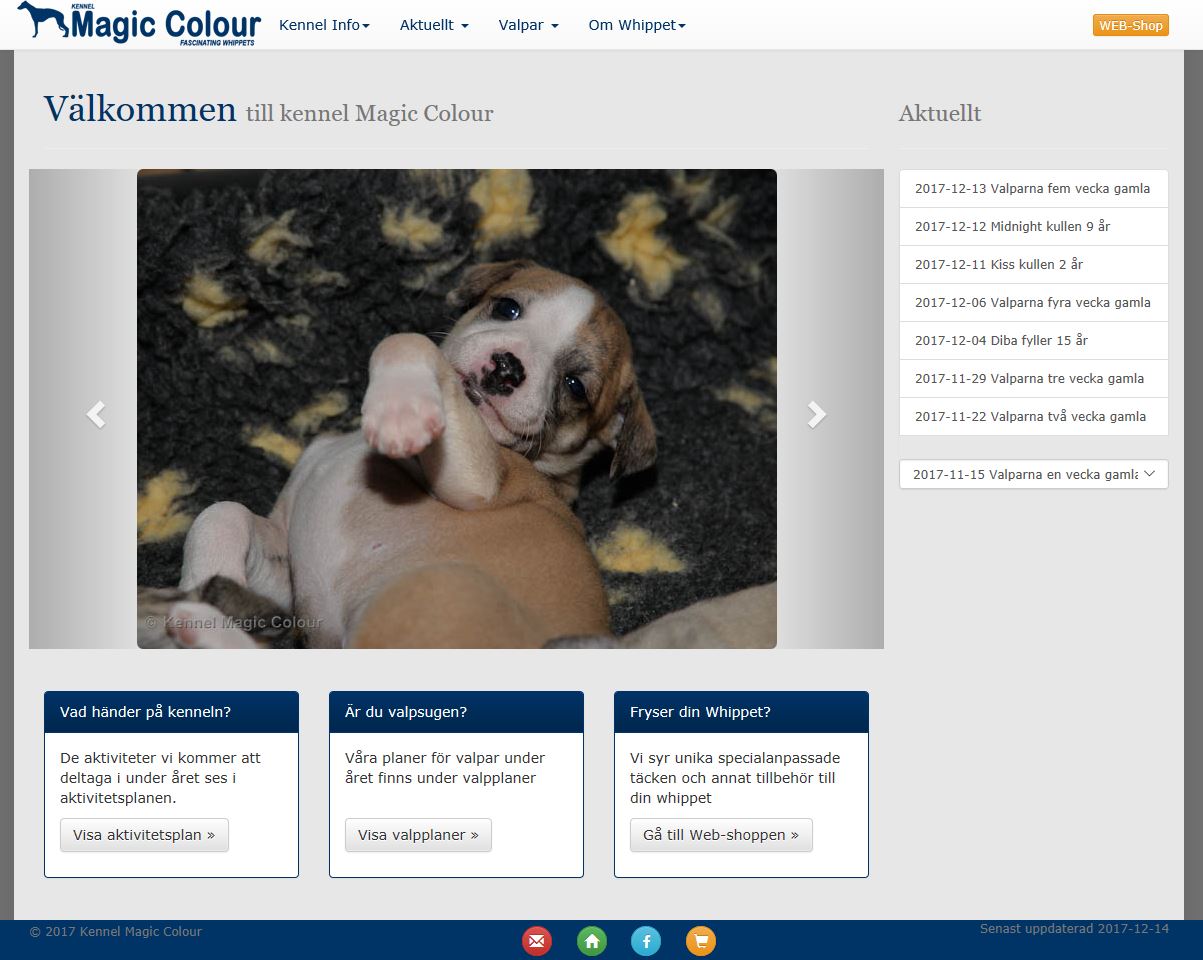 KENNEL
Magic Colour
FASCINATING WHIPPETS
Kennel Info
Aktuellt
Valpar
Om Whippet
WEB-Shop
Välkommen till kennel Magic Colour
Aktuellt
2017-12-13 Valparna fem vecka gamla
2017-12-12 Midnight kullen 9 år
2017-12-11 Kiss kullen 2 år
2017-12-06 Valparna fyra vecka gamla
2017-12-04 Diba fyller 15 år
2017-11-29 Valparna tre vecka gamla
2017-11-22 Valparna två vecka gamla
2017-11-15 Valparna en vecka gamla
© Kennel Magic Colour
Vad händer på kenneln?
De aktiviteter vi kommer att
deltaga i under året ses i
aktivitetsplanen.
Visa aktivitetsplan »
Är du valpsugen?
Våra planer för valpar under
året finns under valpplaner
Visa valpplaner »
Fryser din Whippet?
Vi syr unika specialanpassade
täcken och annat tillbehör till
din whippet
Gå till Web-shoppen »
© 2017 Kennel Magic Colour
f
Senast uppdaterad 2017-12-14